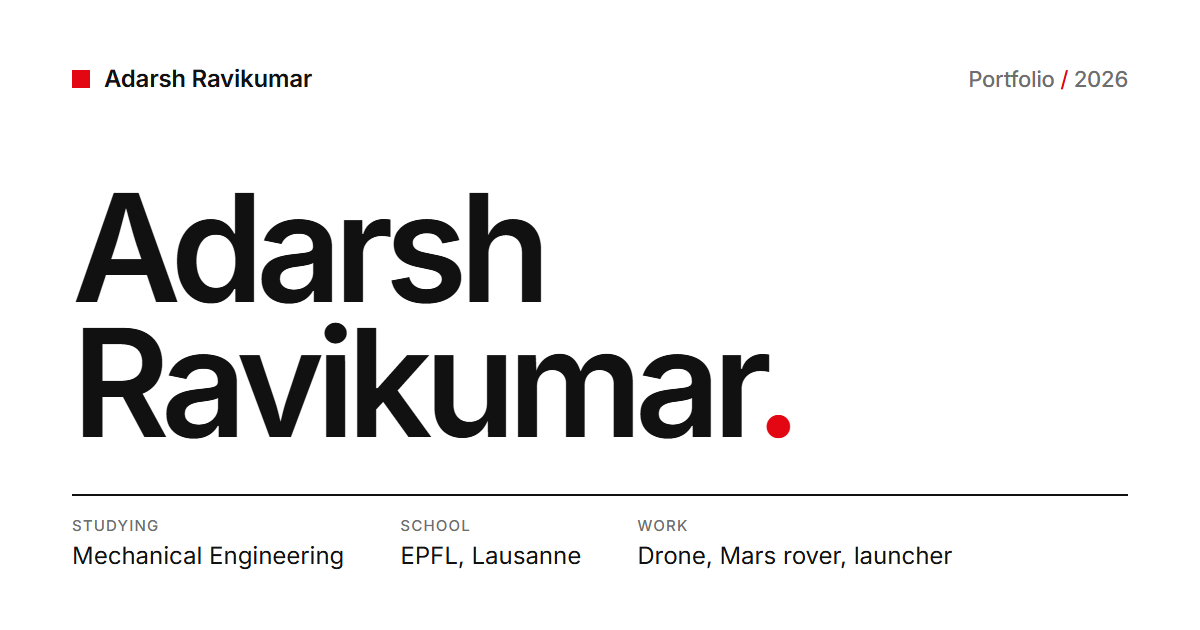 Adarsh Ravikumar
Portfolio / 2026
Adarsh
Ravikumar.
STUDYING
Mechanical Engineering
SCHOOL
EPFL, Lausanne
WORK
Drone, Mars rover, launcher